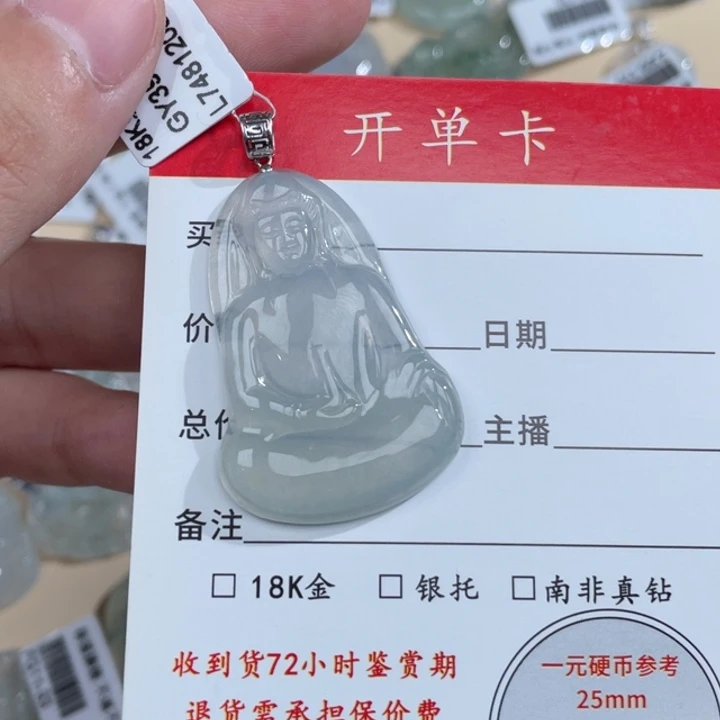 18K
GY39
L7481206
开单卡
买
价
日期
总价
主播
备注
□ 18K金 □ 银托 □ 南非真钻
收到货72小时鉴赏期
退货需承担保价费
一元硬币参考
25mm